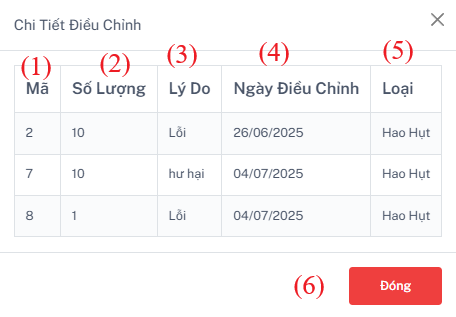 Chi Tiết Điều Chỉnh
(1) (2) (3) (4) (5)
Mã Số Lượng Lý Do Ngày Điều Chỉnh Loại
2 10 Lỗi 26/06/2025 Hao Hụt
7 10 hư hại 04/07/2025 Hao Hụt
8 1 Lỗi 04/07/2025 Hao Hụt
(6) Đóng